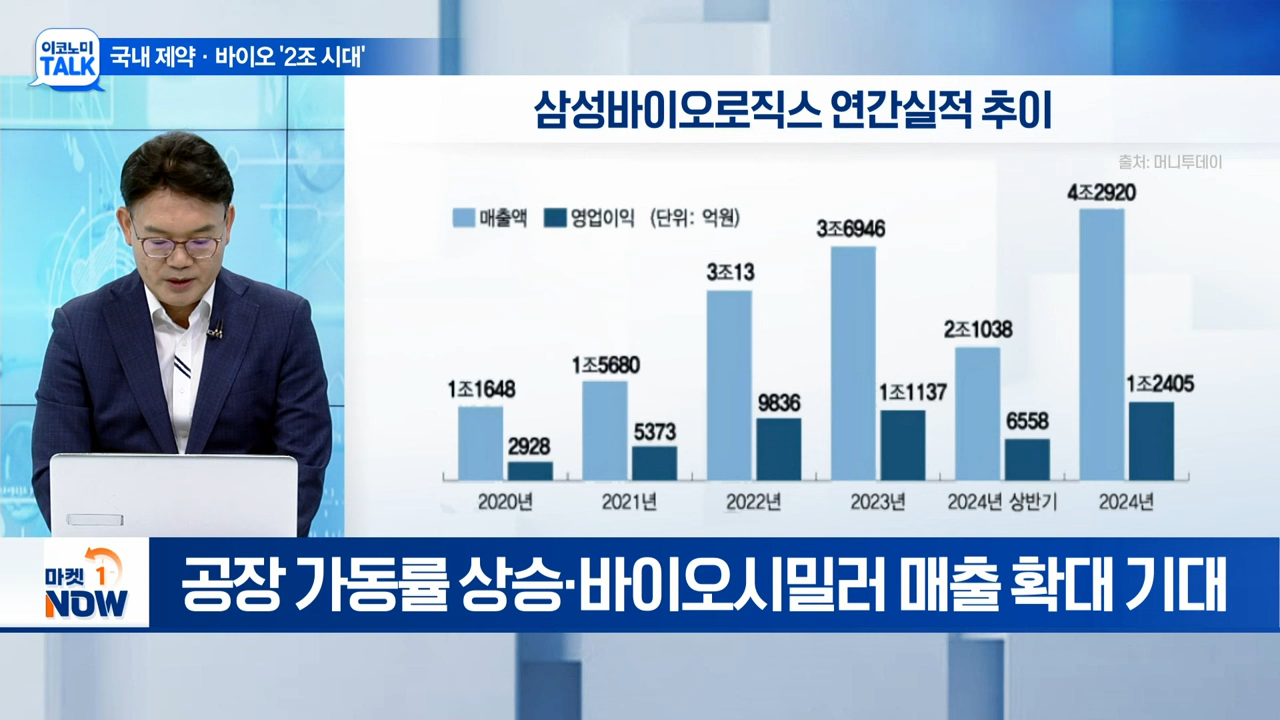 이코노미
TALK
국내 제약·바이오 '2조 시대'
삼성바이오로직스 연간실적 추이
출처: 머니투데이
매출액 영업이익 (단위: 억원)
1조1648
2928
1조5680
5373
3조13
9836
3조6946
1조1137
2조1038
6558
4조2920
1조2405
2020년 2021년 2022년 2023년 2024년 상반기 2024년
마켓 1
NOW
공장 가동률 상승·바이오시밀러 매출 확대 기대